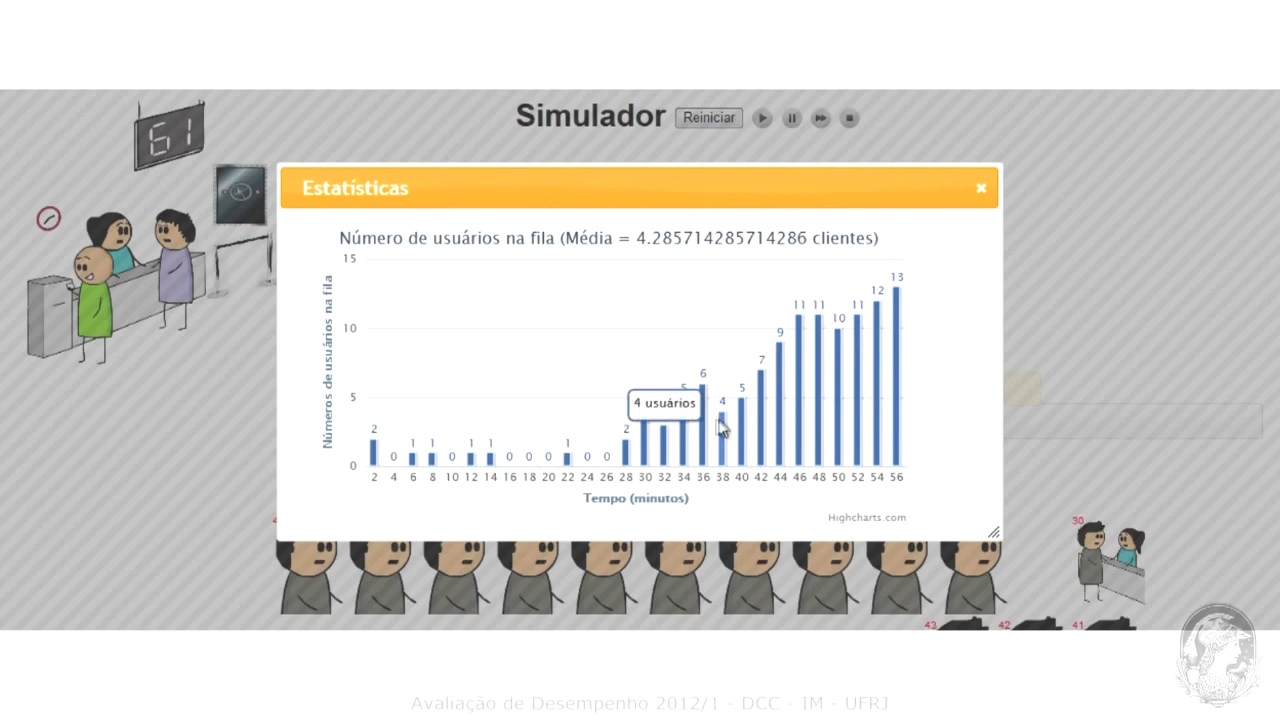 61
Simulador Reiniciar
Estatísticas
Número de usuários na fila (Média = 4.285714285714286 clientes)
Números de usuários na fila
15
10
5
0
2 0 1 1 0 1 1 0 0 0 1 0 0 2 5 6 4 5 7 9 11 11 10 11 12 13
4 usuários
2 4 6 8 10 12 14 16 18 20 22 24 26 28 30 32 34 36 38 40 42 44 46 48 50 52 54 56
Tempo (minutos)
Highcharts.com
30
43 42 41
Avaliação de Desempenho 2012/1 - DCC - IM - UFRJ